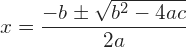 x = \frac{-b \pm \sqrt{b^2 - 4ac}}{2a}